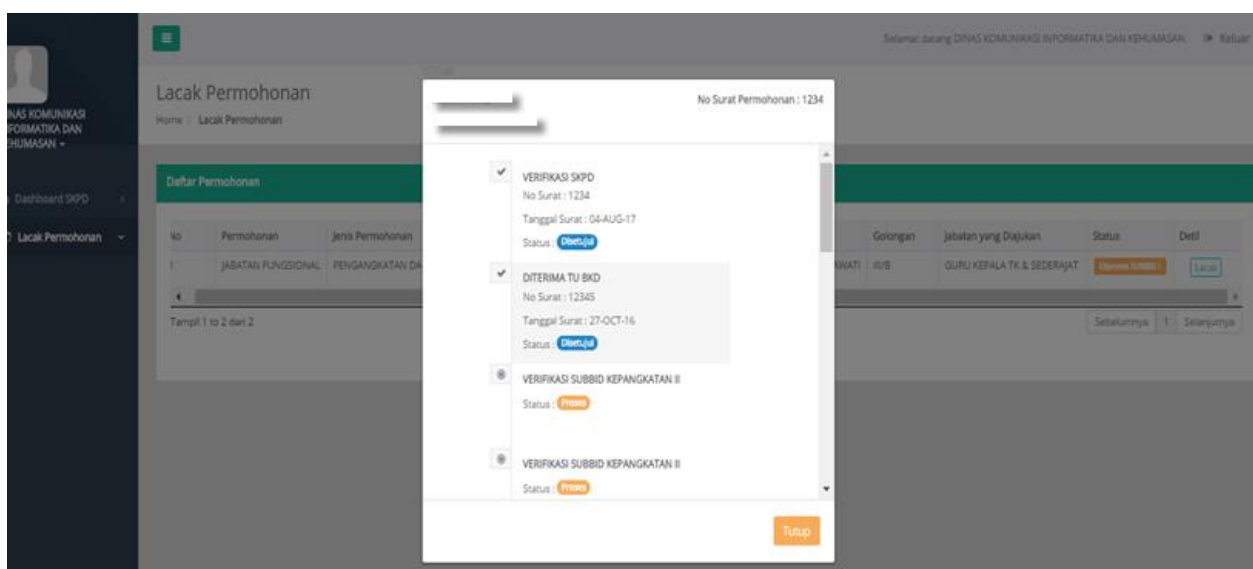 Selamat datang DINAS KOMUNIKASI INFORMATIKA DAN KEHUMASAN.
Keluar
NAS KOMUNIKASI
FORMATIKA DAN
EHUMASAN
Dashboard SKPD
Lacak Permohonan
Lacak Permohonan
Home / Lacak Permohonan
Daftar Permohonan
No Permohonan Jenis Permohonan Golongan Jabatan yang Diajukan Status Detil
1 JABATAN FUNGSIONAL PENGANGKATAN DA WATI III/B GURU KEPALA TK & SEDERAJAT Lacak
Tampil 1 to 2 dari 2
Sebelumnya 1 Selanjutnya
No Surat Permohonan : 1234
VERIFIKASI SKPD
No Surat : 1234
Tanggal Surat : 04-AUG-17
Status : Disetujui
DITERIMA TU BKD
No Surat : 12345
Tanggal Surat : 27-OCT-16
Status : Disetujui
VERIFIKASI SUBBID KEPANGKATAN II
Status : Proses
VERIFIKASI SUBBID KEPANGKATAN II
Status : Proses
Tutup